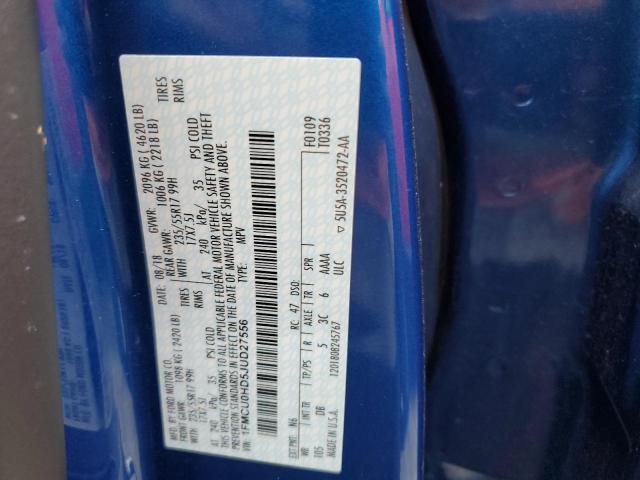 MFD. BY FORD MOTOR CO.
DATE: 08/18 GVWR: 2096 KG ( 4620 LB)
FRONT GAWR: 1098 KG ( 2420 LB) REAR GAWR: 1006 KG ( 2218 LB)
235/55R17 99H TIRES WITH 235/55R17 99H TIRES
17X7.5J RIMS 17X7.5J RIMS
AT 240 kPa/ 35 PSI COLD AT 240 kPa/ 35 PSI COLD
THIS VEHICLE CONFORMS TO ALL APPLICABLE FEDERAL MOTOR VEHICLE SAFETY AND THEFT
PREVENTION STANDARDS IN EFFECT ON THE DATE OF MANUFACTURE SHOWN ABOVE.
VIN: 1FMCU0HD5JUD27556 TYPE: MPV
EXT PNT: N6 RC: 47 DSO: F0109
WB INT TR TP/PS R AXLE TR SPR T0336
105 DB 5 3C 6 AAAA
MADE IN U.S.A. 120180824S767 ULC ▽ 5U5A-3520472-AA